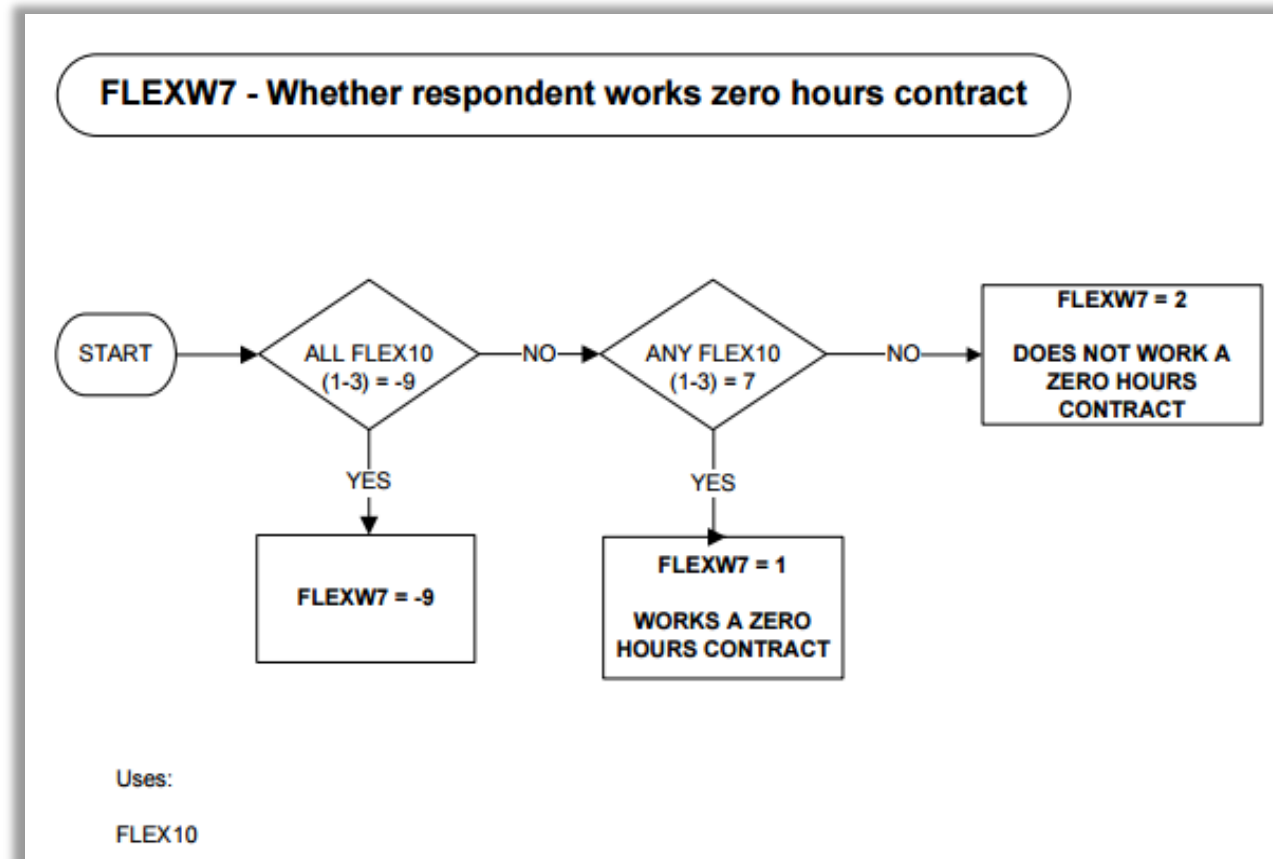 FLEXW7 - Whether respondent works zero hours contract
START
ALL FLEX10
(1-3) = -9
NO
ANY FLEX10
(1-3) = 7
NO
FLEXW7 = 2
DOES NOT WORK A
ZERO HOURS
CONTRACT
YES
YES
FLEXW7 = -9
FLEXW7 = 1
WORKS A ZERO
HOURS CONTRACT
Uses:
FLEX10